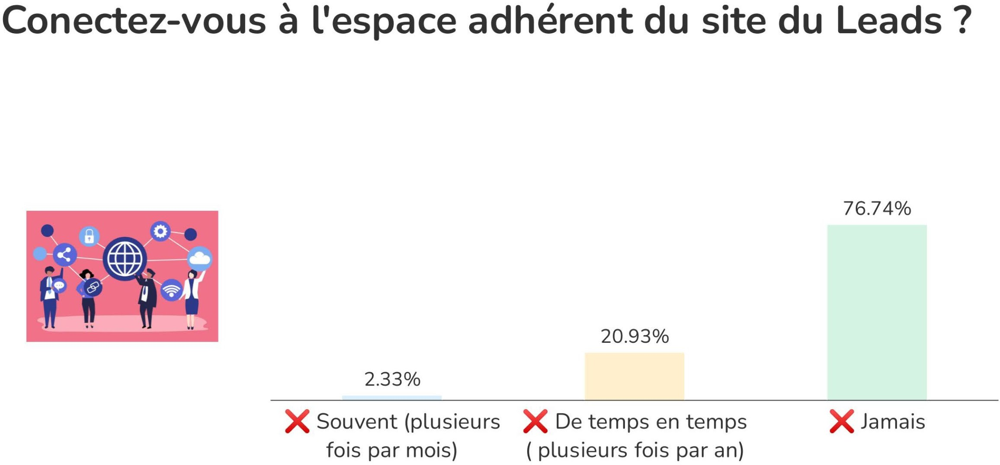 Conectez-vous à l'espace adhérent du site du Leads ?
76.74%
20.93%
2.33%
❌ Souvent (plusieurs fois par mois)
❌ De temps en temps ( plusieurs fois par an)
❌ Jamais